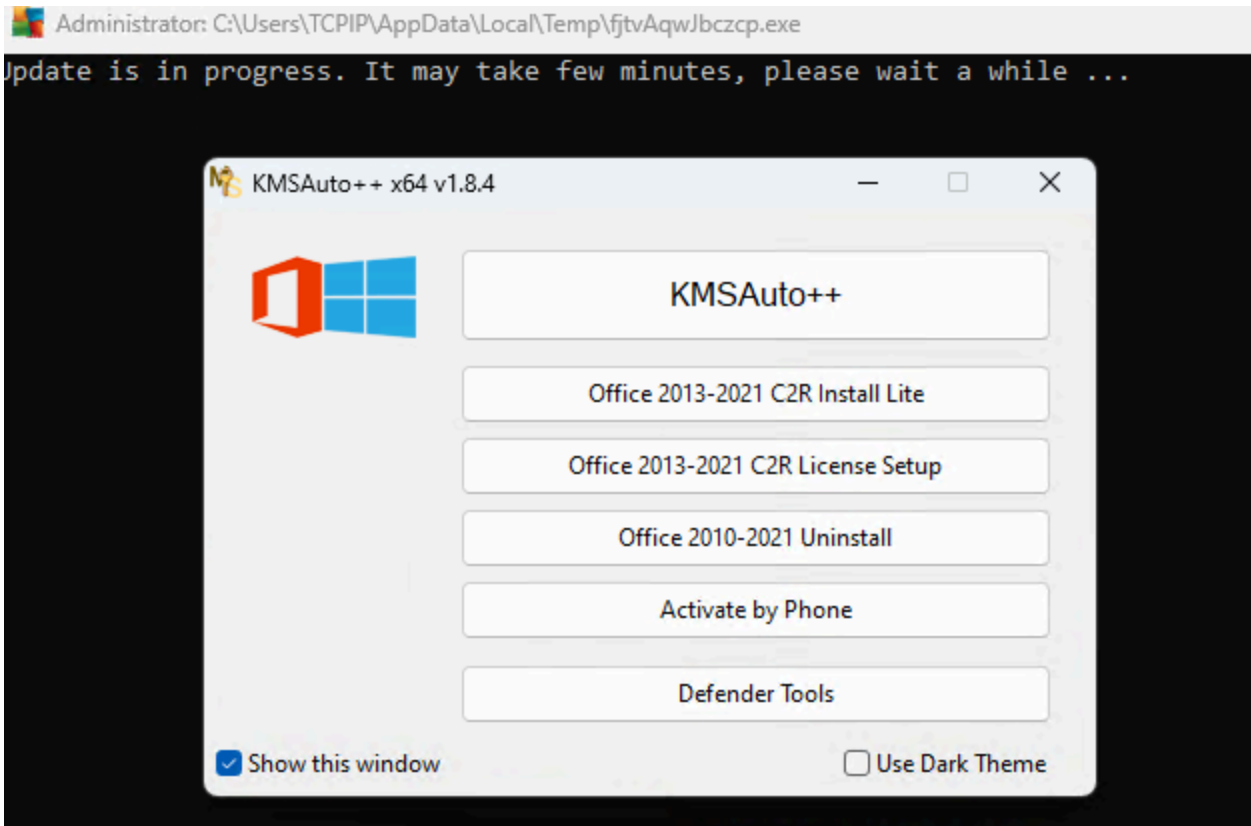 Administrator: C:\Users\TCPIP\AppData\Local\Temp\fjtvAqwJbczcp.exe
Update is in progress. It may take few minutes, please wait a while ...
KMSAuto++ x64 v1.8.4
KMSAuto++
Office 2013-2021 C2R Install Lite
Office 2013-2021 C2R License Setup
Office 2010-2021 Uninstall
Activate by Phone
Defender Tools
Show this window
Use Dark Theme